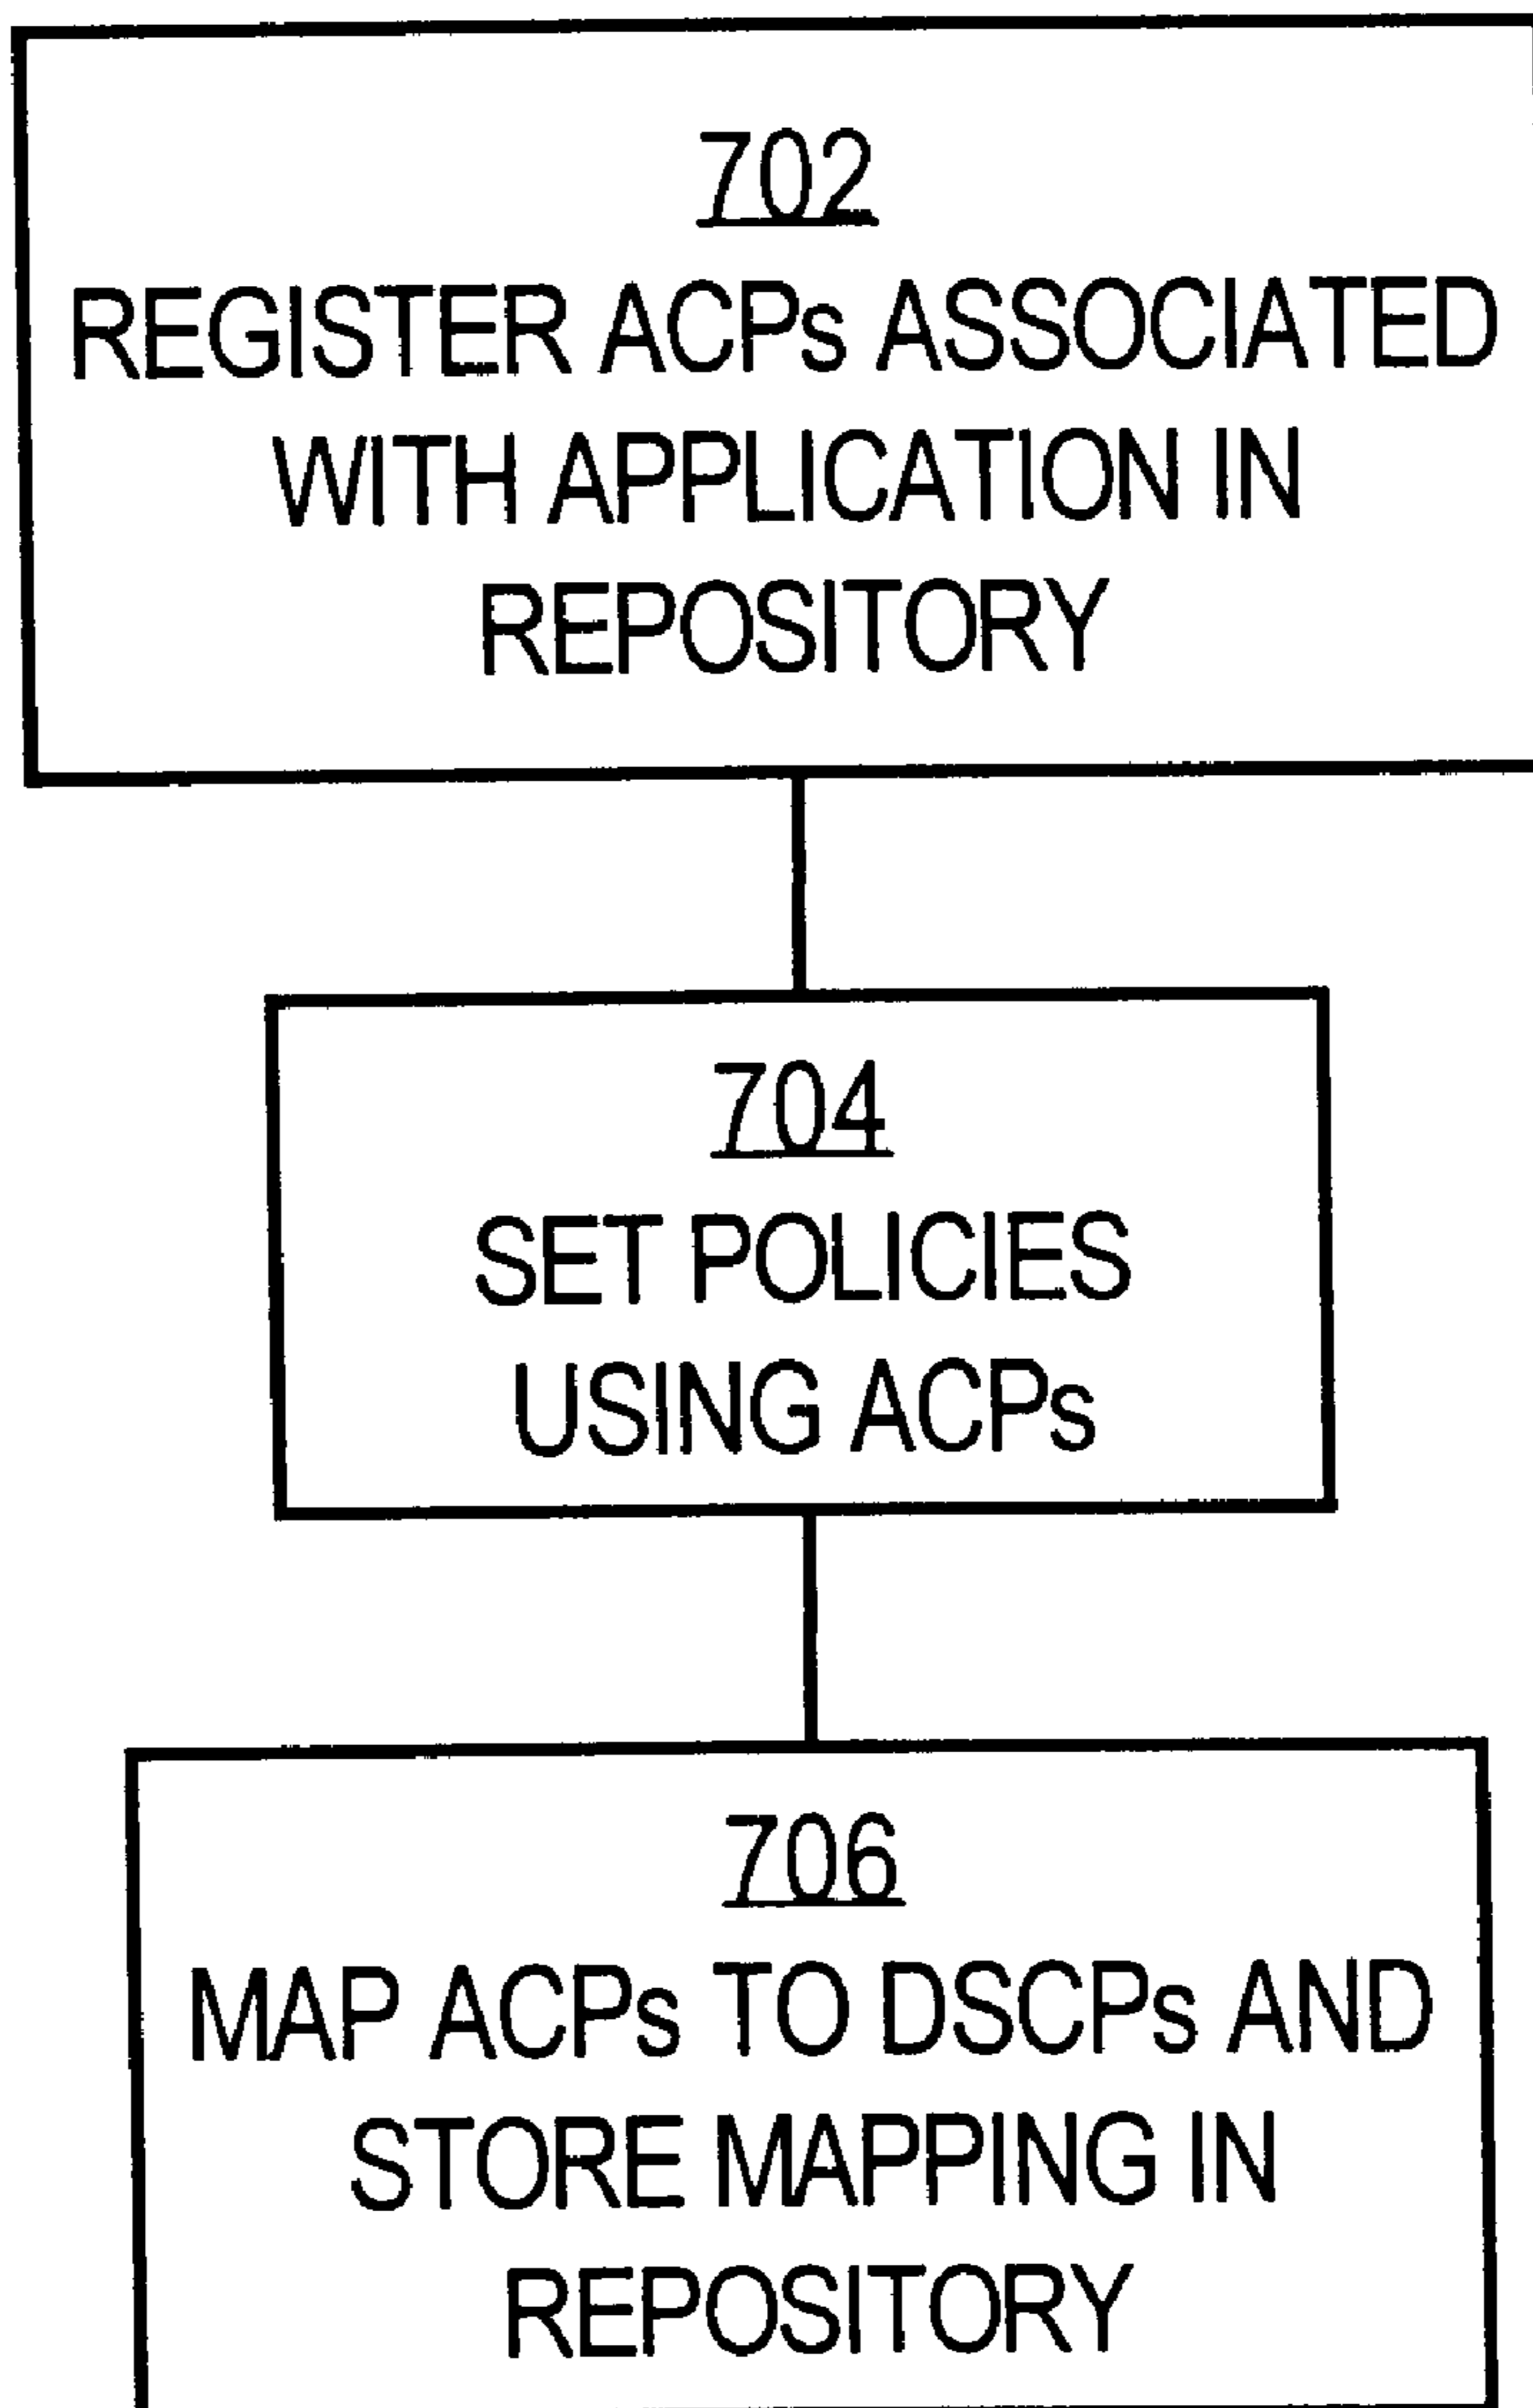 702
REGISTER ACPs ASSOCIATED
WITH APPLICATION IN
REPOSITORY
704
SET POLICIES
USING ACPs
706
MAP ACPs TO DSCPs AND
STORE MAPPING IN
REPOSITORY